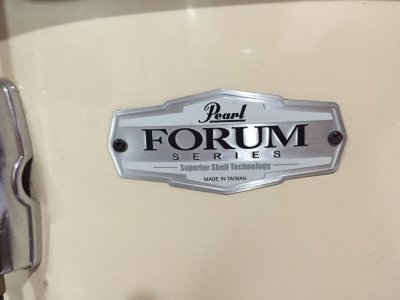 Pearl
FORUM
SERIES
Superior Shell Technology
MADE IN TAIWAN